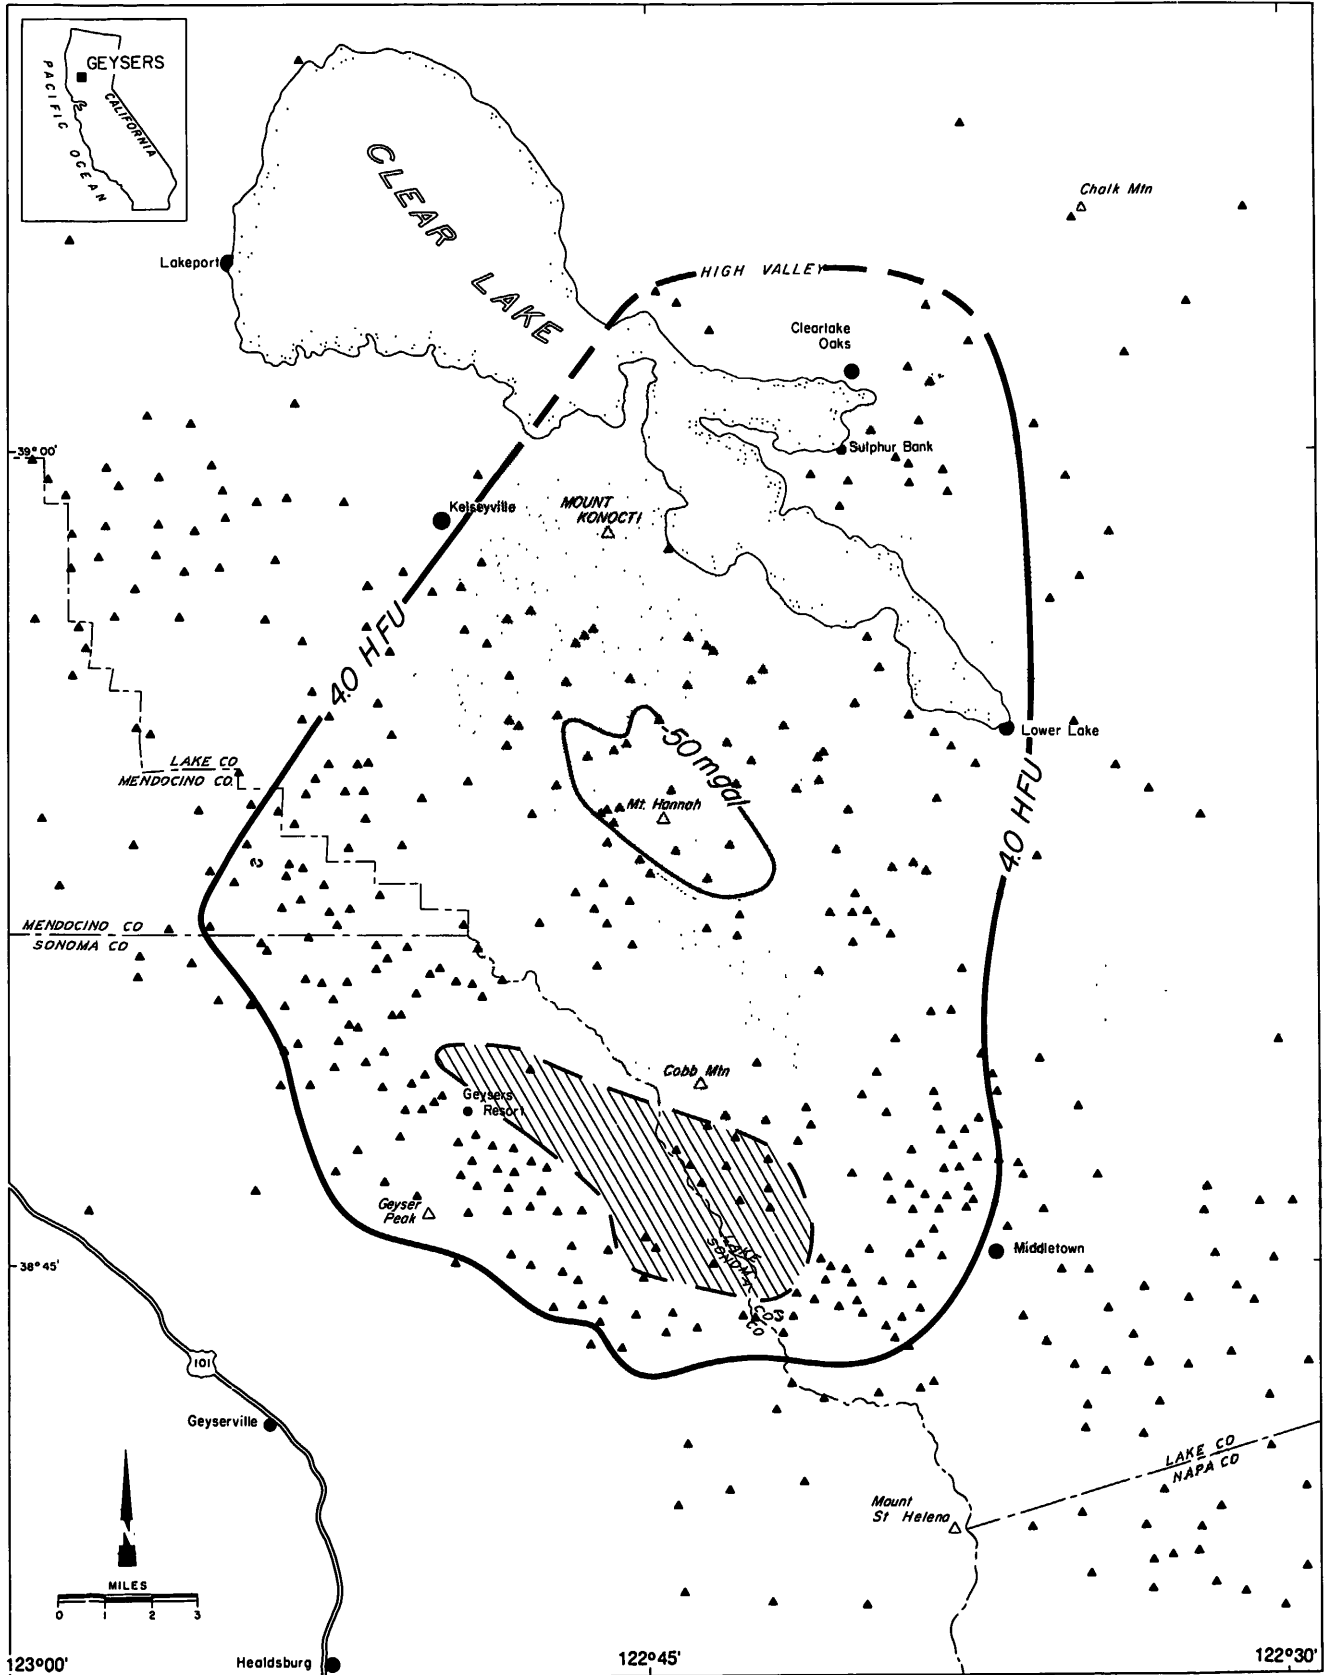 GEYSERS
PACIFIC OCEAN
CALIFORNIA
CLEAR LAKE
Chalk Mtn
Lakeport
HIGH VALLEY
Clearlake
Oaks
39°00'
Sulphur Bank
Kelseyville
MOUNT
KONOCTI
4.0 HFU
-50 mgal
Lower Lake
LAKE CO
MENDOCINO CO.
Mt. Hannah
4.0 HFU
MENDOCINO CO
SONOMA CO
Cobb Mtn
Geysers
Resort
Geyser
Peak
LAKE CO
SONOMA CO
Middletown
38°45'
101
Geyserville
LAKE CO
NAPA CO
Mount
St Helena
N
MILES
0 1 2 3
Healdsburg
123°00'
122°45'
122°30'